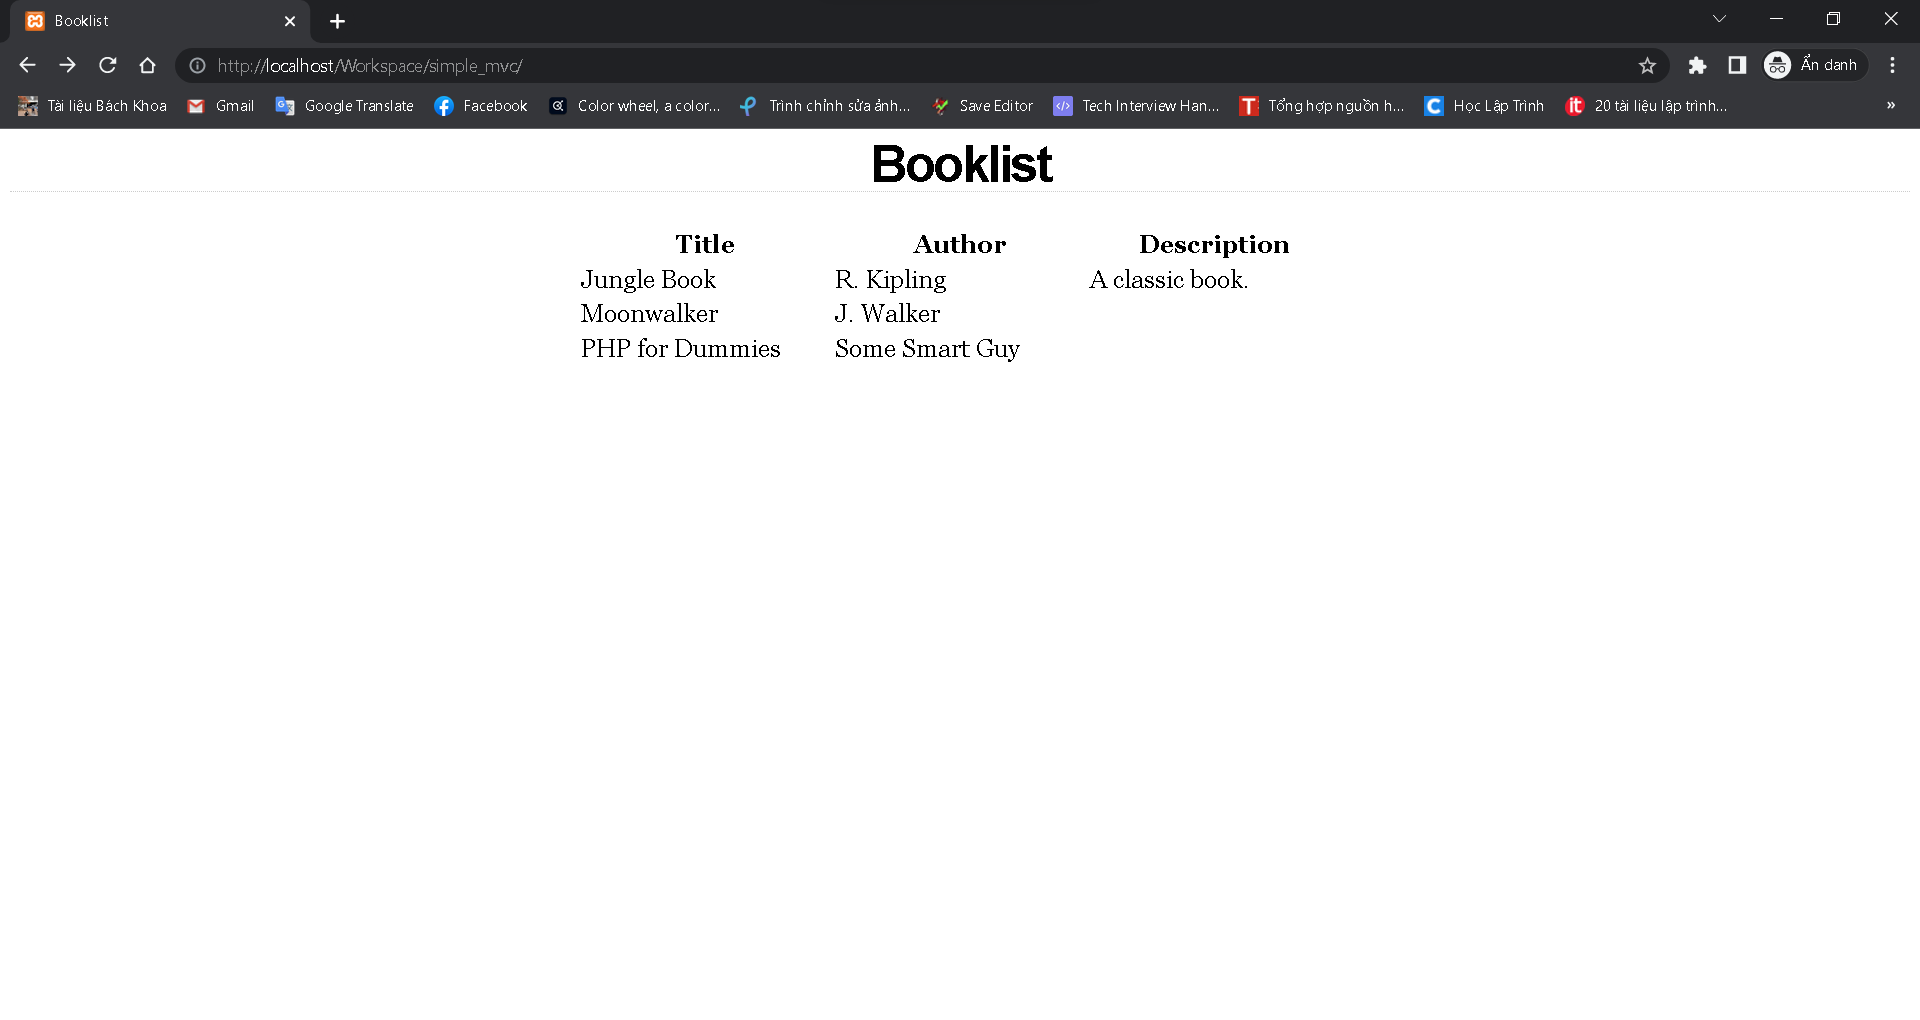 Booklist
http://localhost/Workspace/simple_mvc/ Ẩn danh
Tài liệu Bách Khoa Gmail Google Translate Facebook Color wheel, a color... Trình chỉnh sửa ảnh... Save Editor Tech Interview Han... Tổng hợp nguồn h... Học Lập Trình 20 tài liệu lập trình... »
Booklist
Title Author Description
Jungle Book R. Kipling A classic book.
Moonwalker J. Walker
PHP for Dummies Some Smart Guy